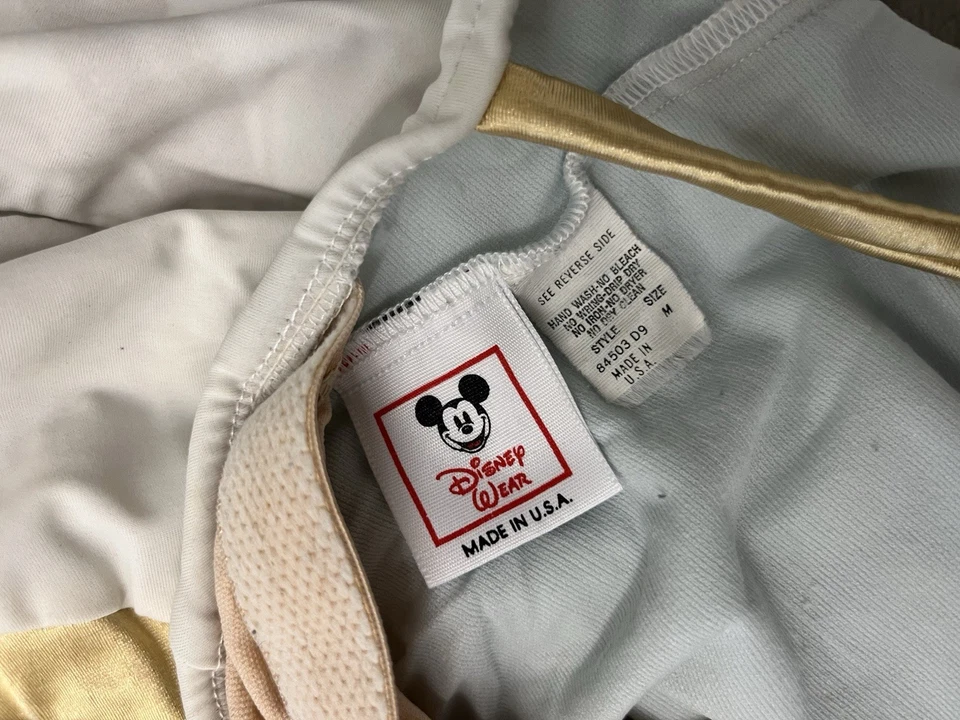 SEE REVERSE SIDE
HAND WASH-NO BLEACH
NO WRING-DRIP DRY
NO IRON-NO DRYER
NO DRY CLEAN
STYLE SIZE
84503 D9 M
MADE IN
U.S.A.
DISNEY
WEAR
MADE IN U.S.A.